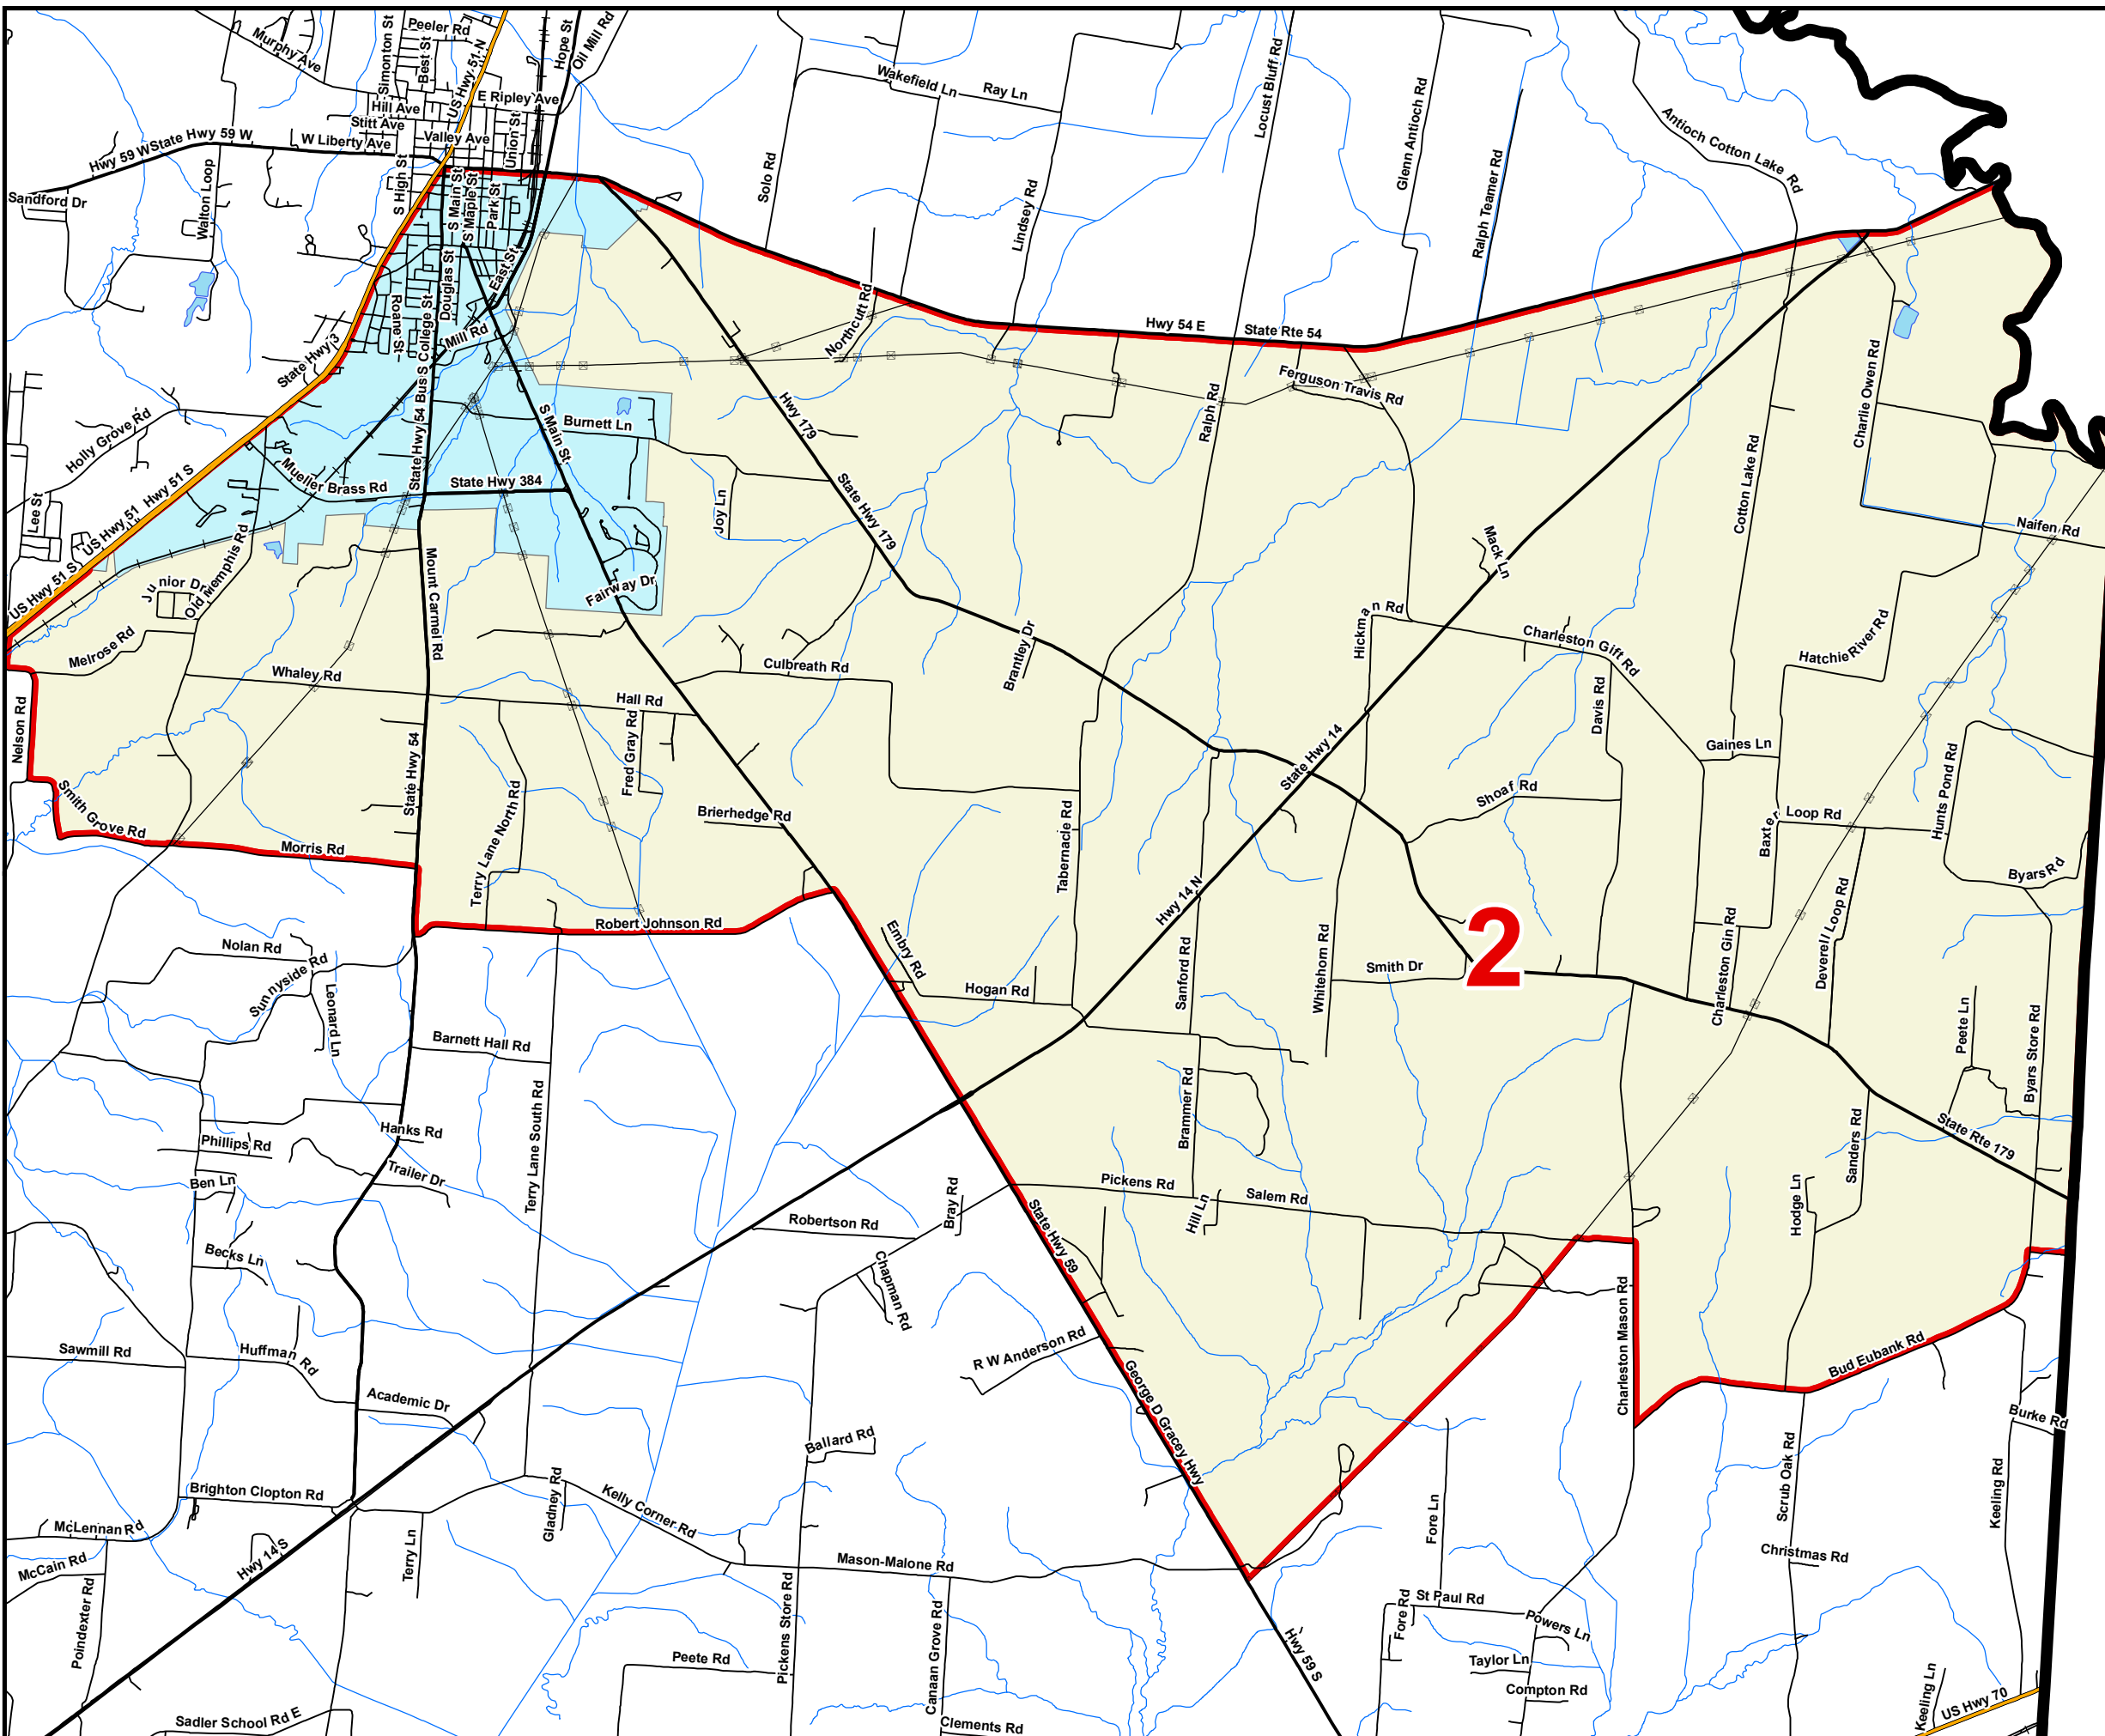 Peeler Rd
Murphy Ave
Simonton St
Best St
US Hwy 51 N
Hope St
Oil Mill Rd
E Ripley Ave
Hill Ave
Stitt Ave
Valley Ave
Union St
W Liberty Ave
Hwy 59 W
State Hwy 59 W
Sandford Dr
Walton Loop
S High St
S Main St
S Maple St
Park St
Wakefield Ln
Ray Ln
Solo Rd
Lindsey Rd
Locust Bluff Rd
Glenn Antioch Rd
Ralph Teamer Rd
Antioch Cotton Lake Rd
Douglas St
East St
Roane St
S College St
State Hwy 54 Bus
Mill Rd
State Hwy 3
Northcutt Rd
Hwy 54 E
State Rte 54
Ferguson Travis Rd
Ralph Rd
Charlie Owen Rd
Cotton Lake Rd
Holly Grove Rd
Lee St
US Hwy 51
Hwy 51 S
US Hwy 51 S
Mueller Brass Rd
State Hwy 384
S Main St
Burnett Ln
Hwy 179
State Hwy 179
Joy Ln
Mack Ln
Naifen Rd
Junior Dr
Old Memphis Rd
Melrose Rd
Mount Carmel Rd
Fairway Dr
Whaley Rd
Hall Rd
Culbreath Rd
Brantley Dr
Hickman Rd
Charleston Gift Rd
Hatchie River Rd
Davis Rd
Gaines Ln
Nelson Rd
Smith Grove Rd
Morris Rd
State Hwy 54
Terry Lane North Rd
Fred Gray Rd
Brierhedge Rd
Robert Johnson Rd
Tabernacle Rd
State Hwy 14
Hwy 14 N
Shoaf Rd
Baxter
Loop Rd
Hunts Pond Rd
Byars Rd
Deverell Loop Rd
Charleston Gin Rd
2
Nolan Rd
Sunnyside Rd
Leonard Ln
Embry Rd
Hogan Rd
Sanford Rd
Whitehorn Rd
Smith Dr
Peete Ln
Byars Store Rd
Barnett Hall Rd
Terry Lane South Rd
Hanks Rd
Phillips Rd
Trailer Dr
Ben Ln
Becks Ln
Brammer Rd
Pickens Rd
Hill Ln
Salem Rd
Sanders Rd
State Rte 179
Hodge Ln
Bray Rd
Robertson Rd
Chapman Rd
State Hwy 59
R W Anderson Rd
George D Gracey Hwy
Charleston Mason Rd
Bud Eubank Rd
Sawmill Rd
Huffman Rd
Academic Dr
Ballard Rd
Burke Rd
Scrub Oak Rd
Keeling Rd
Brighton Clopton Rd
McLennan Rd
McCain Rd
Poindexter Rd
Hwy 14 S
Terry Ln
Gladney Rd
Kelly Corner Rd
Mason-Malone Rd
Pickens Store Rd
Canaan Grove Rd
Fore Ln
Fore Rd
St Paul Rd
Powers Ln
Christmas Rd
Taylor Ln
Compton Rd
Hwy 59 S
Peete Rd
Sadler School Rd E
Clements Rd
Keeling Ln
US Hwy 70